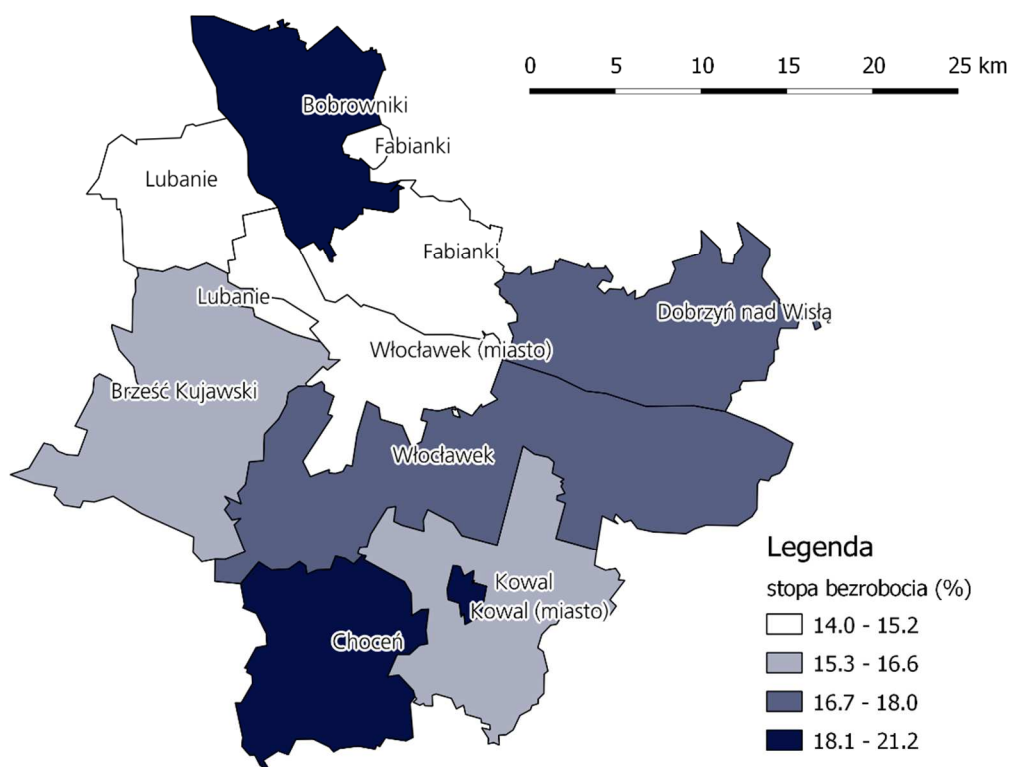 0 5 10 15 20 25 km
Bobrowniki
Fabianki
Lubanie
Fabianki
Lubanie
Dobrzyń nad Wisłą
Włocławek (miasto)
Brześć Kujawski
Włocławek
Kowal
Kowal (miasto)
Choceń
Legenda
stopa bezrobocia (%)
14.0 - 15.2
15.3 - 16.6
16.7 - 18.0
18.1 - 21.2